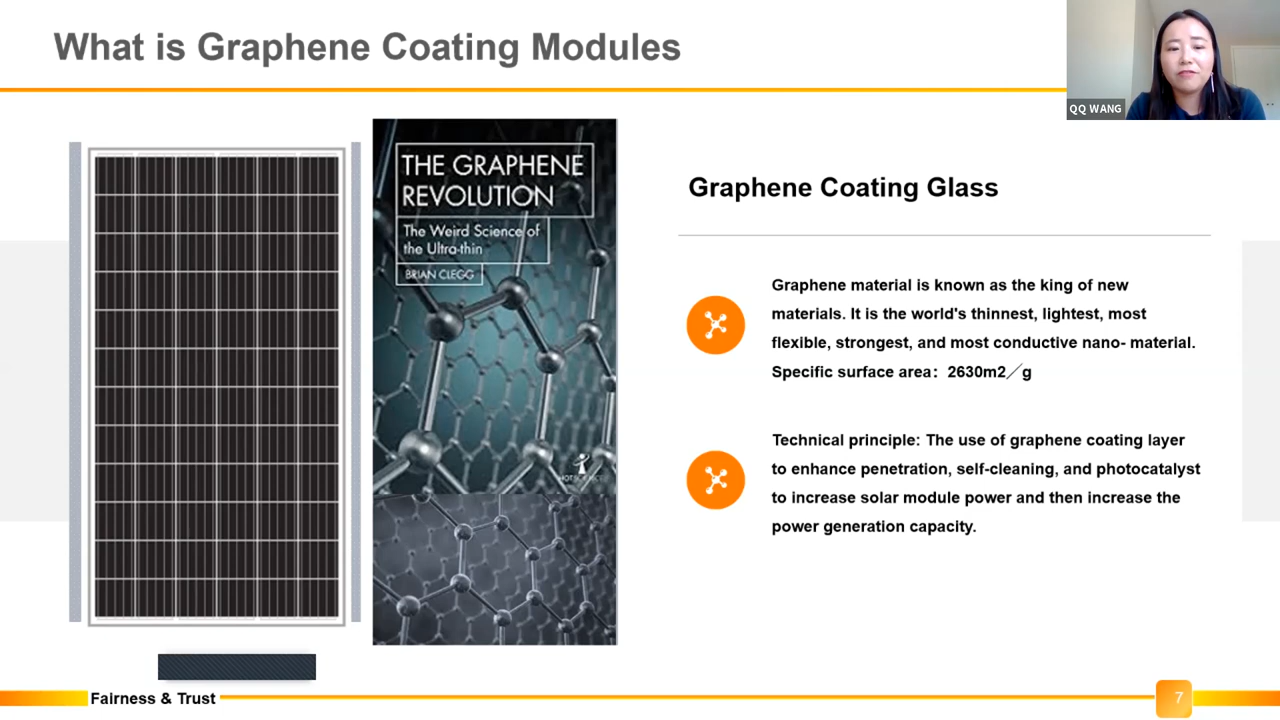 What is Graphene Coating Modules
QQ WANG
THE GRAPHENE
REVOLUTION
The Weird Science of
the Ultra-thin
BRIAN CLEGG
Graphene Coating Glass
Graphene material is known as the king of new
materials. It is the world's thinnest, lightest, most
flexible, strongest, and most conductive nano- material.
Specific surface area：2630m2／g
Technical principle: The use of graphene coating layer
to enhance penetration, self-cleaning, and photocatalyst
to increase solar module power and then increase the
power generation capacity.
Fairness & Trust
7